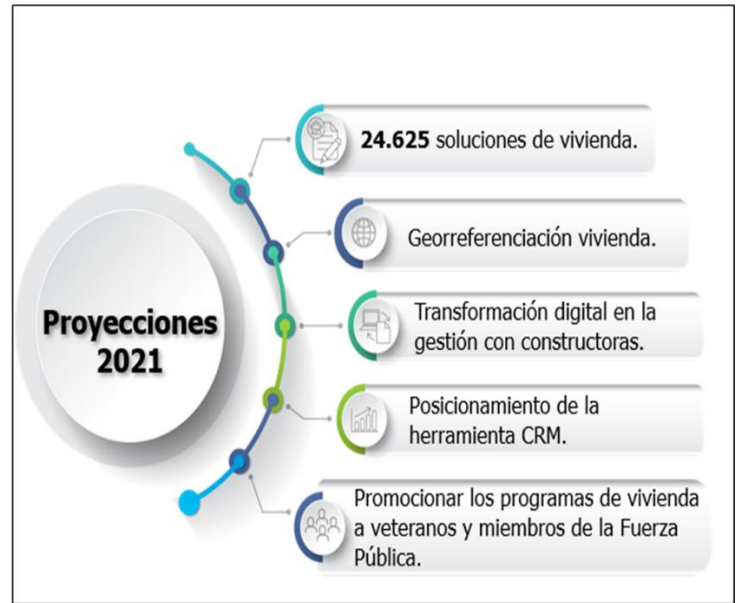 24.625 soluciones de vivienda.
Georreferenciación vivienda.
Proyecciones
2021
Transformación digital en la
gestión con constructoras.
Posicionamiento de la
herramienta CRM.
Promocionar los programas de vivienda
a veteranos y miembros de la Fuerza
Pública.